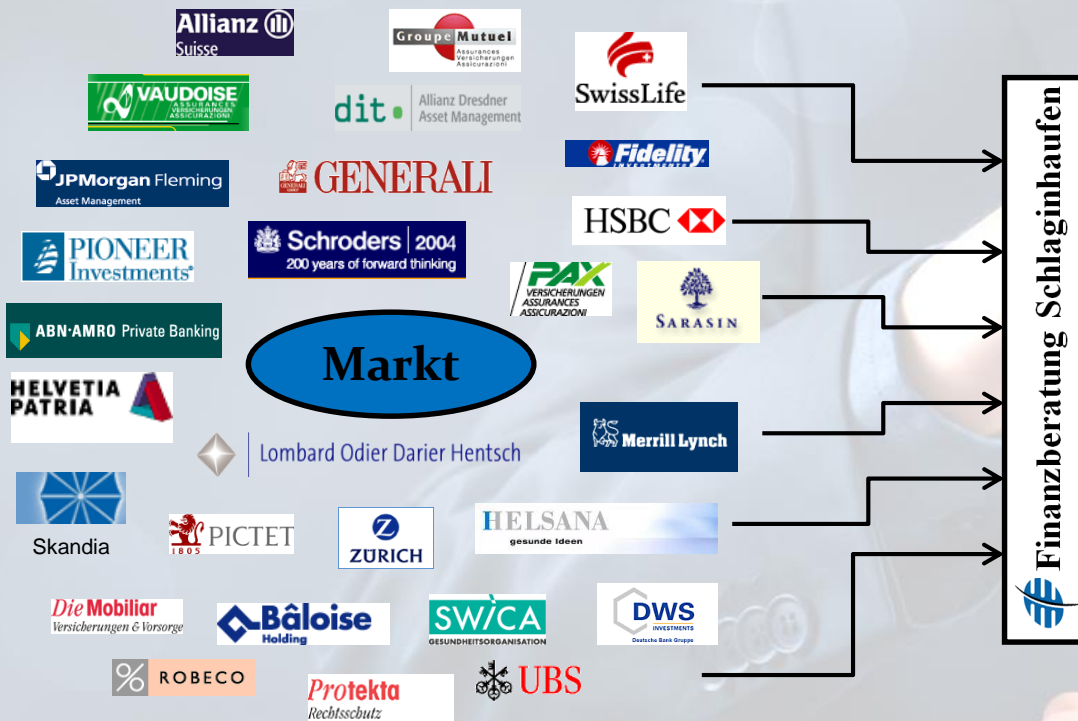 Allianz
Suisse
Groupe Mutuel
Assurances
Versicherungen
Assicurazioni
SwissLife
VAUDOISE
ASSURANCES
VERSICHERUNGEN
ASSICURAZIONI
dit
Allianz Dresdner
Asset Management
Fidelity
INVESTMENTS
JPMorgan Fleming
Asset Management
GENERALI
GENERALI
GROUP
HSBC
PIONEER
Investments®
Schroders | 2004
200 years of forward thinking
PAX
VERSICHERUNGEN
ASSURANCES
ASSICURAZIONI
SARASIN
ABN·AMRO Private Banking
Markt
HELVETIA
PATRIA
Merrill Lynch
Lombard Odier Darier Hentsch
Skandia
PICTET
1805
Z
ZÜRICH
HELSANA
gesunde Ideen
Die Mobiliar
Versicherungen & Vorsorge
Bâloise
Holding
SWICA
GESUNDHEITSORGANISATION
DWS
INVESTMENTS
Deutsche Bank Gruppe
% ROBECO
Protekta
Rechtsschutz
UBS
Finanzberatung Schlaginhaufen